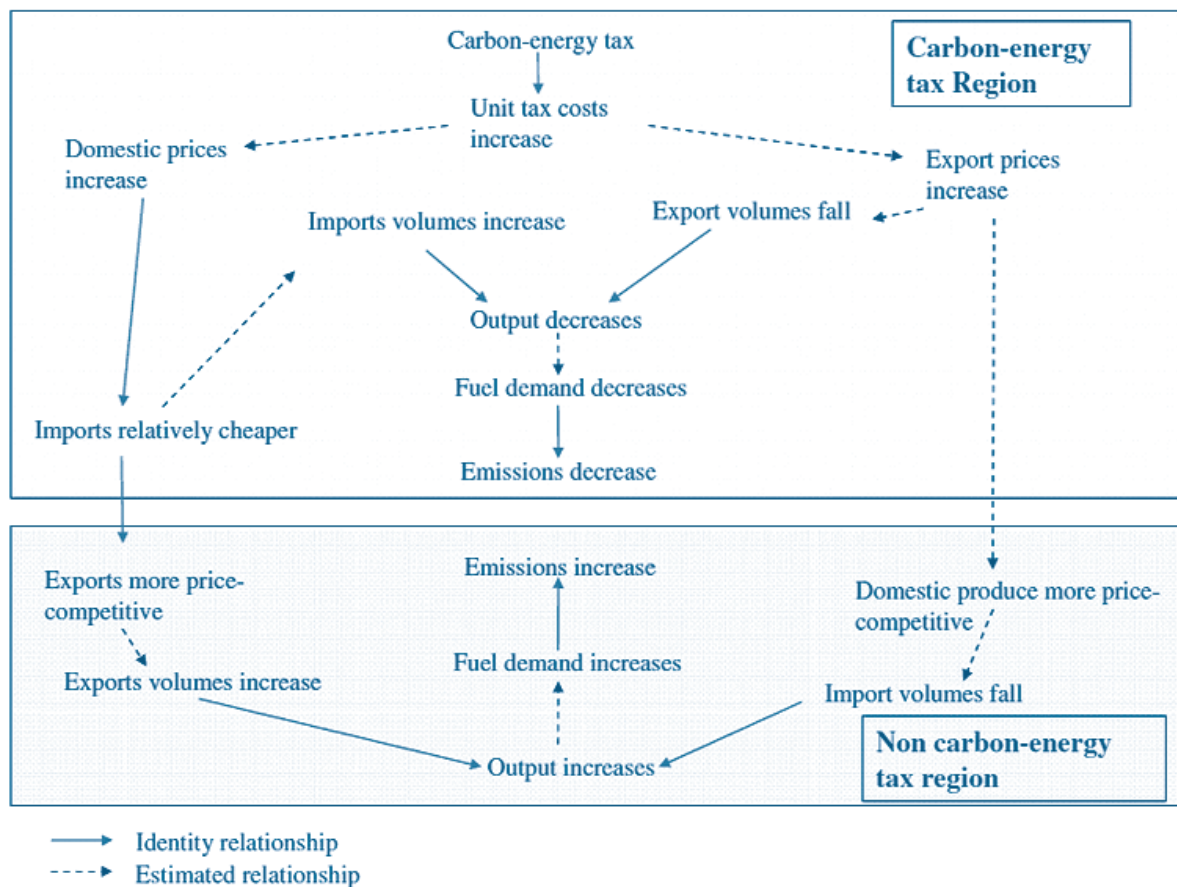 Carbon-energy tax
Carbon-energy
tax Region
Unit tax costs
increase
Domestic prices
increase
Export prices
increase
Imports volumes increase
Export volumes fall
Output decreases
Fuel demand decreases
Imports relatively cheaper
Emissions decrease
Exports more price-
competitive
Emissions increase
Domestic produce more price-
competitive
Exports volumes increase
Fuel demand increases
Import volumes fall
Output increases
Non carbon-energy
tax region
Identity relationship
Estimated relationship